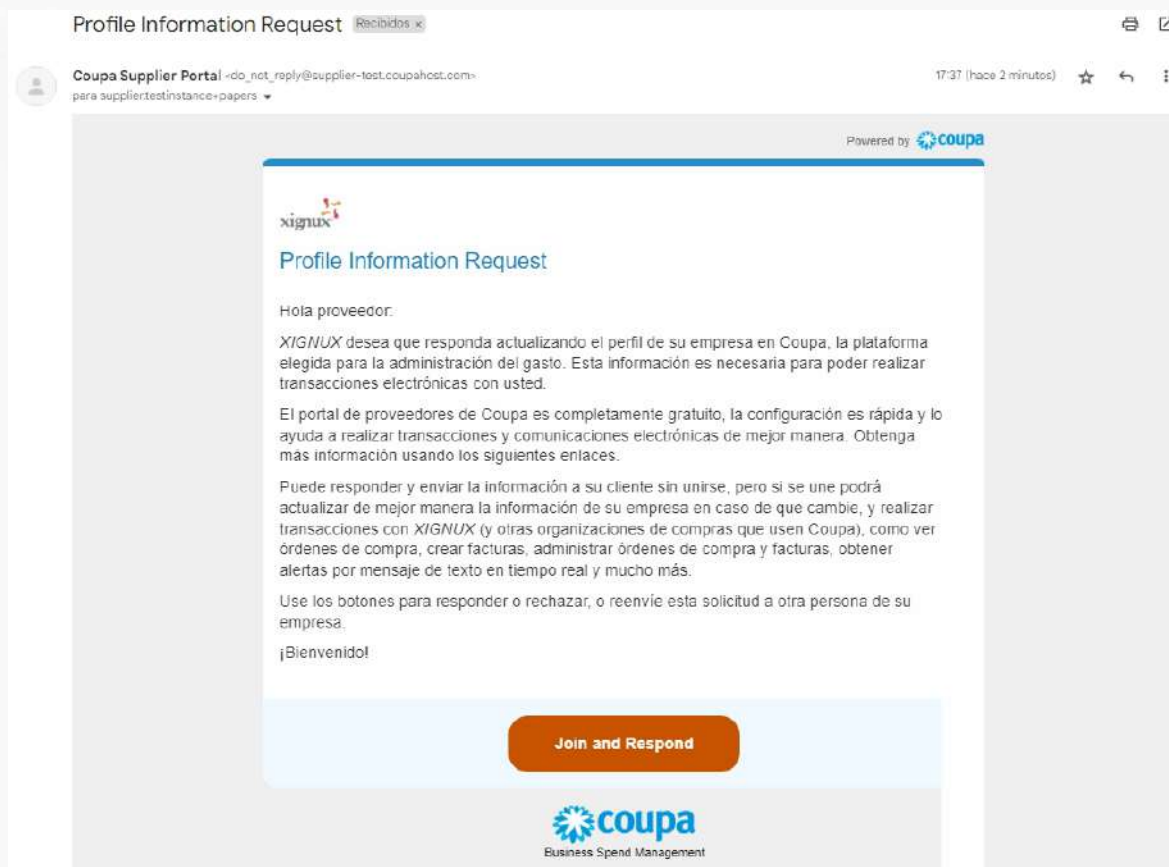 Profile Information Request Recibidos x
Coupa Supplier Portal <do_not_reply@supplier-test.coupahost.com>
17:37 (hace 2 minutos)
para supplier.testinstance+papers
Powered by coupa
xignux
Profile Information Request
Hola proveedor:
XIGNUX desea que responda actualizando el perfil de su empresa en Coupa, la plataforma
elegida para la administración del gasto. Esta información es necesaria para poder realizar
transacciones electrónicas con usted.
El portal de proveedores de Coupa es completamente gratuito, la configuración es rápida y lo
ayuda a realizar transacciones y comunicaciones electrónicas de mejor manera. Obtenga
más información usando los siguientes enlaces.
Puede responder y enviar la información a su cliente sin unirse, pero si se une podrá
actualizar de mejor manera la información de su empresa en caso de que cambie, y realizar
transacciones con XIGNUX (y otras organizaciones de compras que usen Coupa), como ver
órdenes de compra, crear facturas, administrar órdenes de compra y facturas, obtener
alertas por mensaje de texto en tiempo real y mucho más.
Use los botones para responder o rechazar, o reenvíe esta solicitud a otra persona de su
empresa.
¡Bienvenido!
Join and Respond
coupa
Business Spend Management